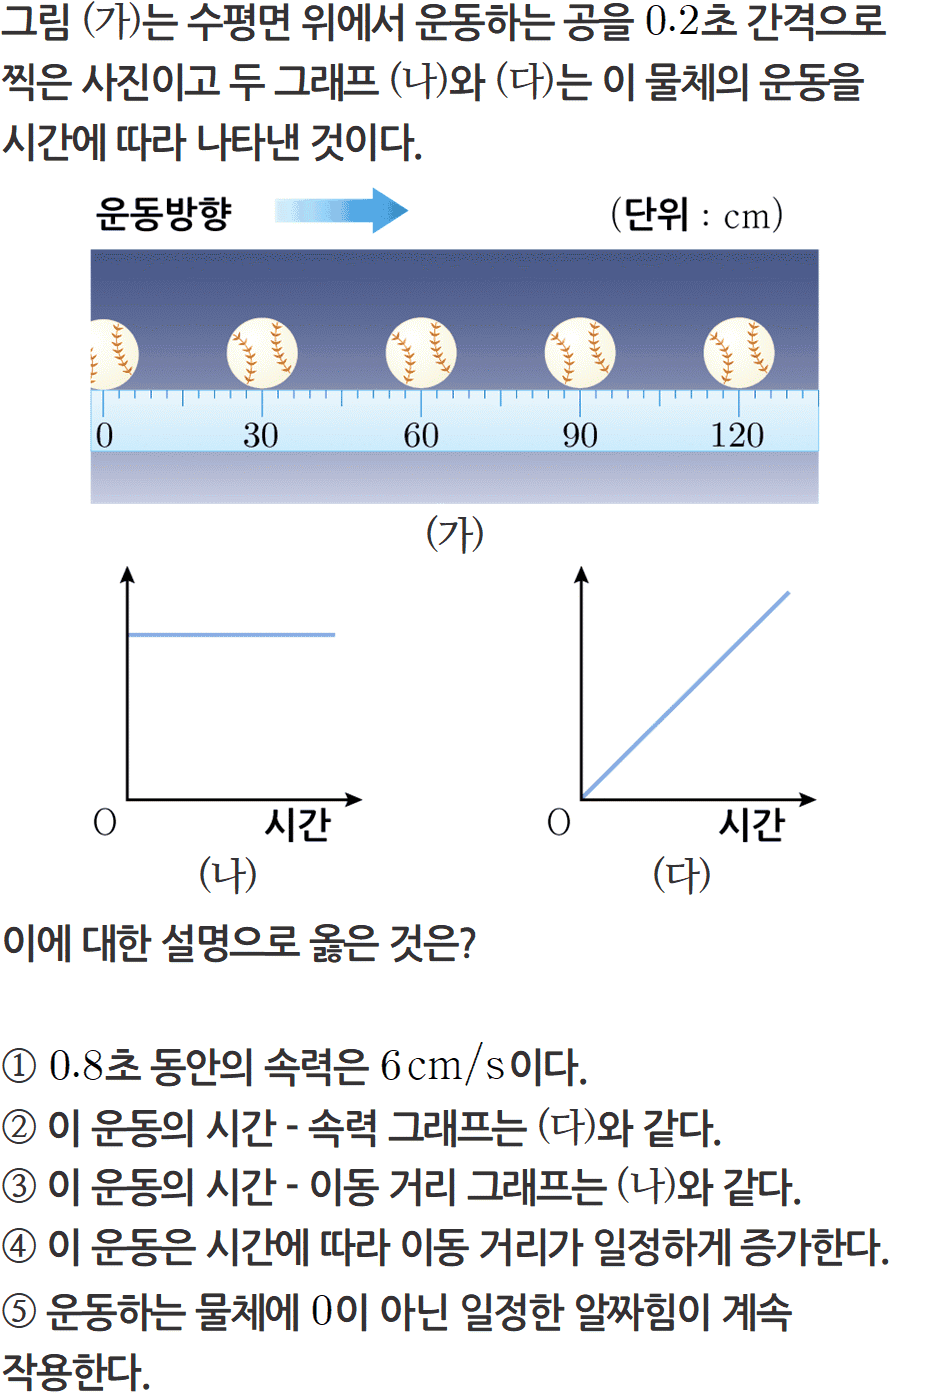 그림 (가)는 수평면 위에서 운동하는 공을 0.2초 간격으로
찍은 사진이고 두 그래프 (나)와 (다)는 이 물체의 운동을
시간에 따라 나타낸 것이다.
운동방향 (단위 : cm)
0 30 60 90 120
(가)
O 시간 O 시간
(나) (다)
이에 대한 설명으로 옳은 것은?
① 0.8초 동안의 속력은 6cm/s이다.
② 이 운동의 시간 - 속력 그래프는 (다)와 같다.
③ 이 운동의 시간 - 이동 거리 그래프는 (나)와 같다.
④ 이 운동은 시간에 따라 이동 거리가 일정하게 증가한다.
⑤ 운동하는 물체에 0이 아닌 일정한 알짜힘이 계속
작용한다.